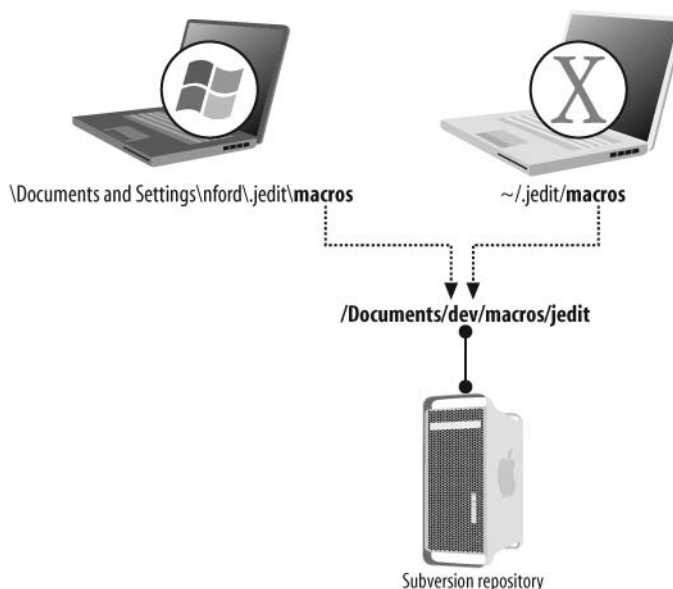 X
\Documents and Settings\nford\.jedit\macros
~/.jedit/macros
/Documents/dev/macros/jedit
Subversion repository